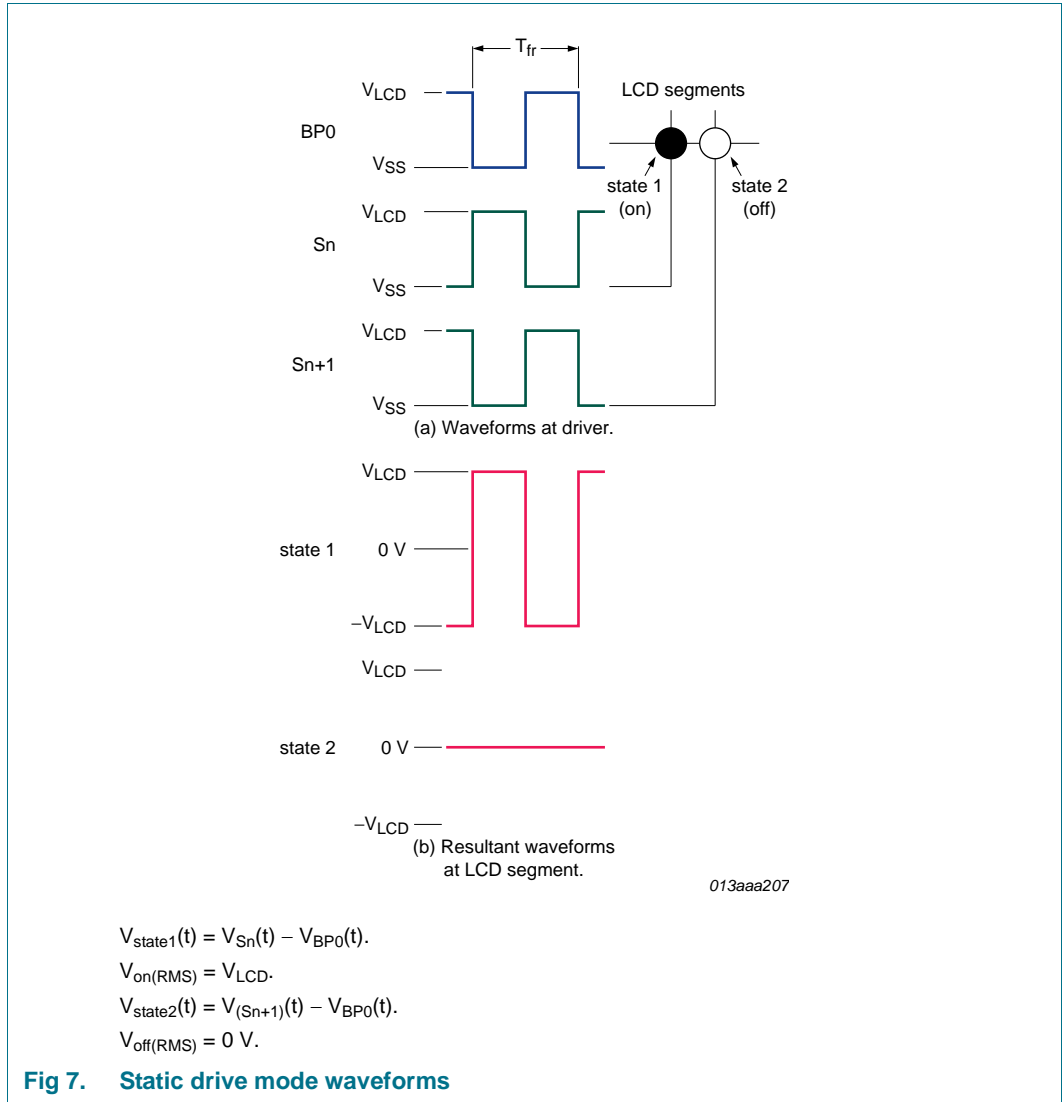 Tfr
VLCD
BP0
VSS
LCD segments
state 1
(on)
state 2
(off)
VLCD
Sn
VSS
VLCD
Sn+1
VSS
(a) Waveforms at driver.
VLCD
state 1
0 V
−VLCD
VLCD
state 2
0 V
−VLCD
(b) Resultant waveforms
at LCD segment.
013aaa207
Vstate1(t) = VSn(t) − VBP0(t).
Von(RMS) = VLCD.
Vstate2(t) = V(Sn+1)(t) − VBP0(t).
Voff(RMS) = 0 V.
Fig 7. Static drive mode waveforms